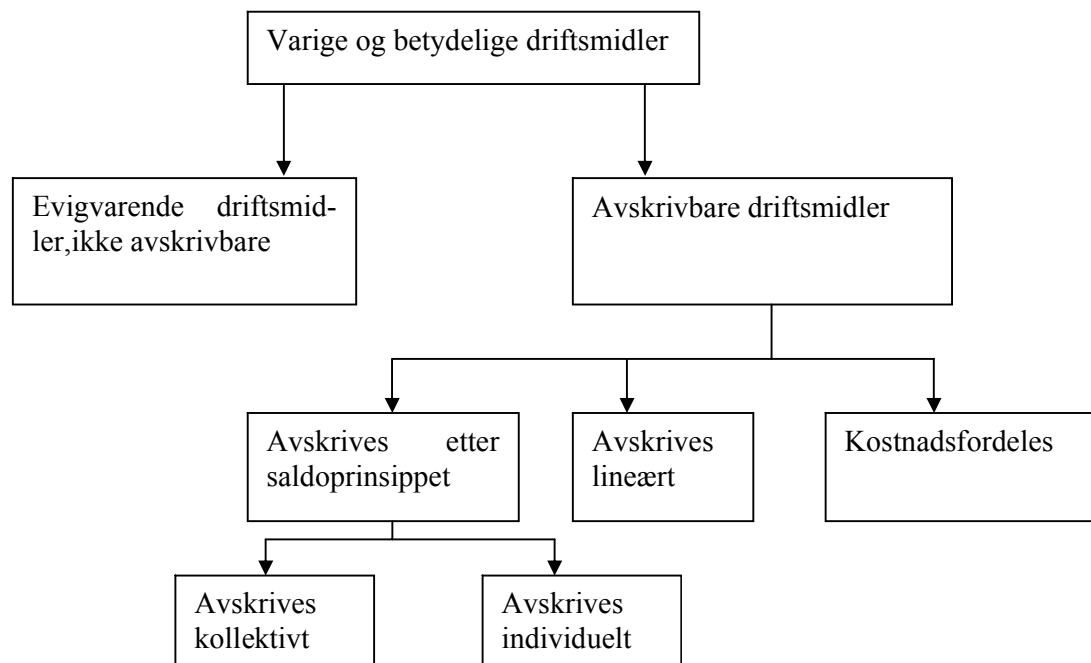 Varige og betydelige driftsmidler
Evigvarende driftsmid-
ler,ikke avskrivbare
Avskrivbare driftsmidler
Avskrives etter
saldoprinsippet
Avskrives
lineært
Kostnadsfordeles
Avskrives
kollektivt
Avskrives
individuelt